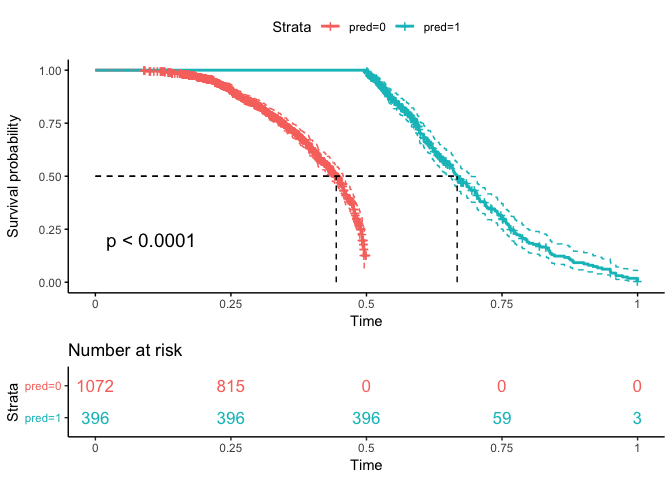 Strata pred=0 pred=1
Survival probability
1.00
0.75
0.50
0.25
0.00
p < 0.0001
0 0.25 0.5 0.75 1
Time
Number at risk
Strata
pred=0 1072 815 0 0 0
pred=1 396 396 396 59 3
0 0.25 0.5 0.75 1
Time